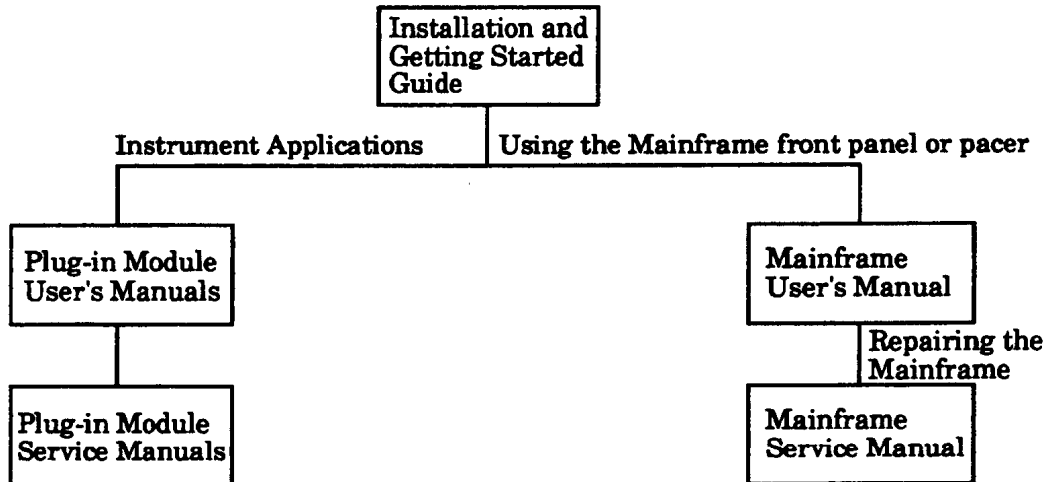 Installation and
Getting Started
Guide
Instrument Applications
Using the Mainframe front panel or pacer
Plug-in Module
User's Manuals
Mainframe
User's Manual
Repairing the
Mainframe
Plug-in Module
Service Manuals
Mainframe
Service Manual